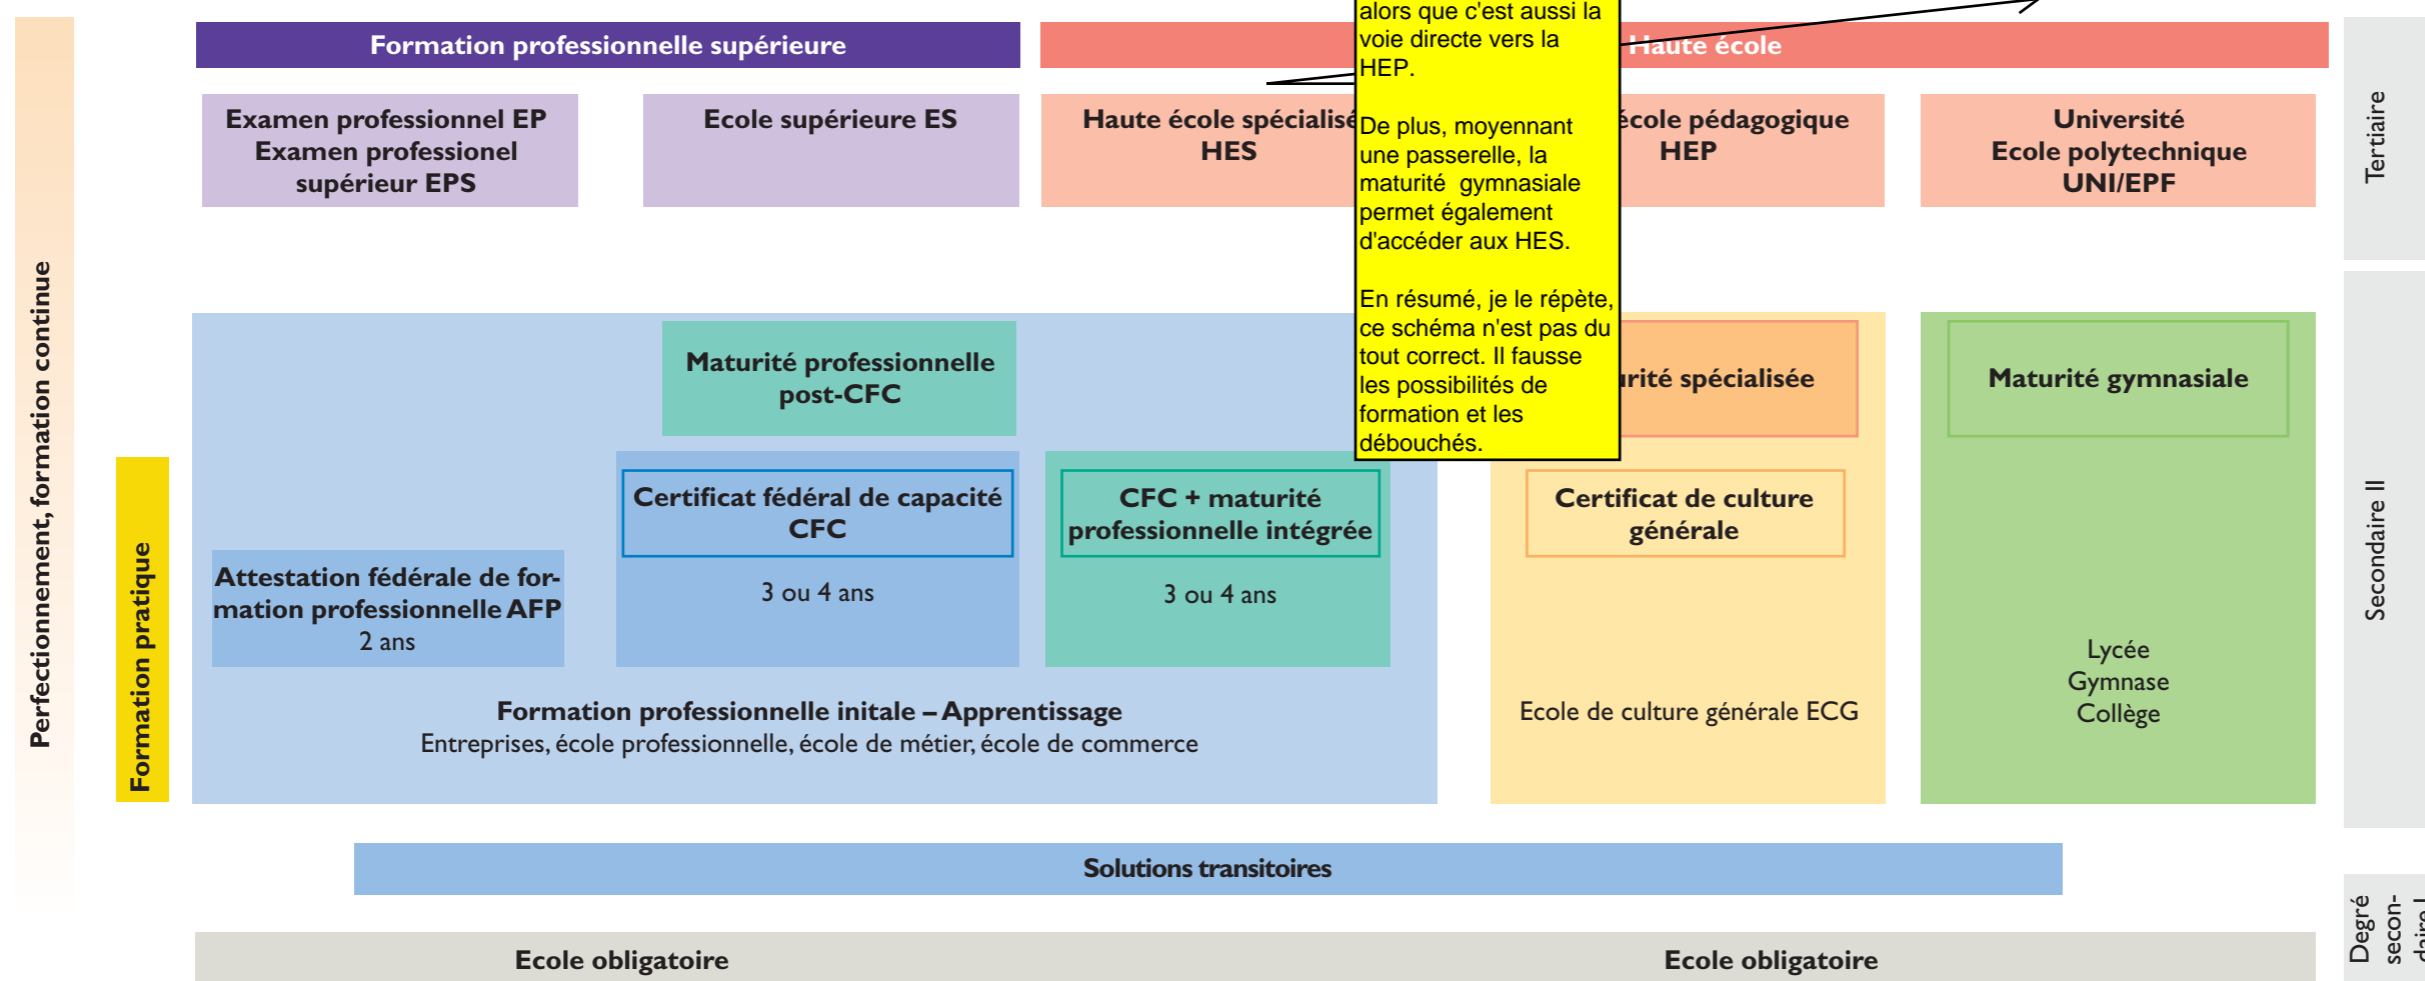 alors que c'est aussi la
voie directe vers la
HEP.
De plus, moyennant
une passerelle, la
maturité gymnasiale
permet également
d'accéder aux HES.
En résumé, je le répète,
ce schéma n'est pas du
tout correct. Il fausse
les possibilités de
formation et les
débouchés.
Formation professionnelle supérieure
Haute école
Examen professionnel EP
Examen professionel
supérieur EPS
Ecole supérieure ES
Haute école spécialisé
HES
école pédagogique
HEP
Université
Ecole polytechnique
UNI/EPF
Tertiaire
Perfectionnement, formation continue
Formation pratique
Maturité professionnelle
post-CFC
rité spécialisée
Maturité gymnasiale
Certificat fédéral de capacité
CFC
3 ou 4 ans
CFC + maturité
professionnelle intégrée
3 ou 4 ans
Certificat de culture
générale
Attestation fédérale de for-
mation professionnelle AFP
2 ans
Formation professionnelle initale – Apprentissage
Entreprises, école professionnelle, école de métier, école de commerce
Ecole de culture générale ECG
Lycée
Gymnase
Collège
Secondaire II
Solutions transitoires
Ecole obligatoire
Ecole obligatoire
Degré
secon-
daire I